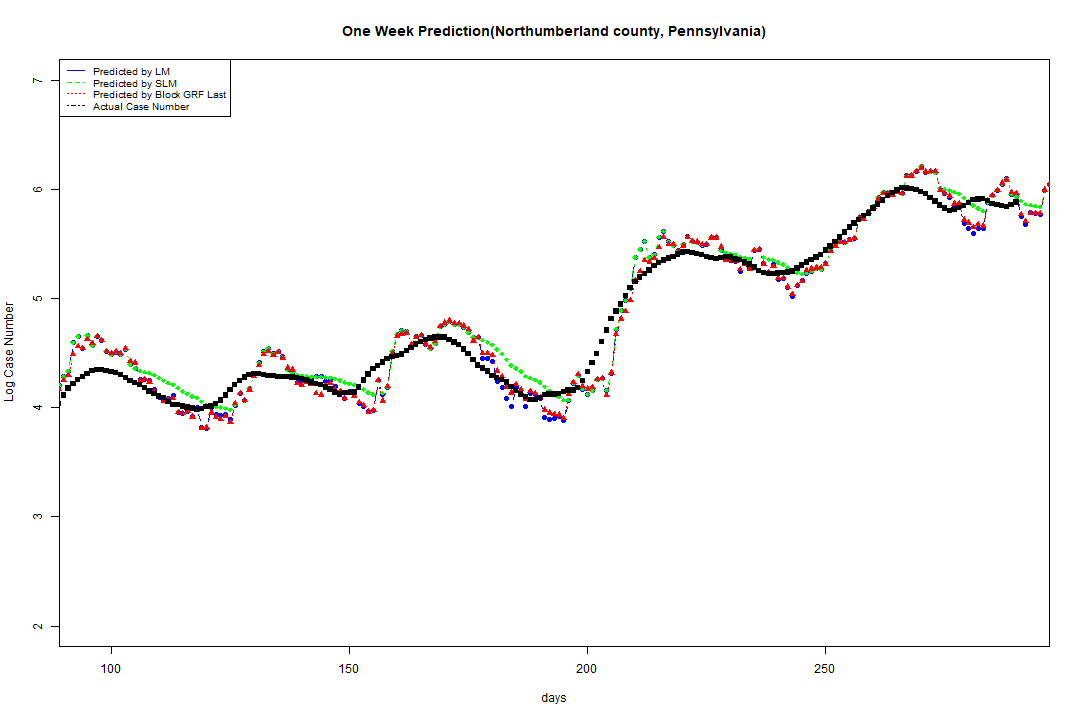 One Week Prediction(Northumberland county, Pennsylvania)
Predicted by LM
Predicted by SLM
Predicted by Block GRF Last
Actual Case Number
7
6
5
4
3
2
Log Case Number
100 150 200 250
days